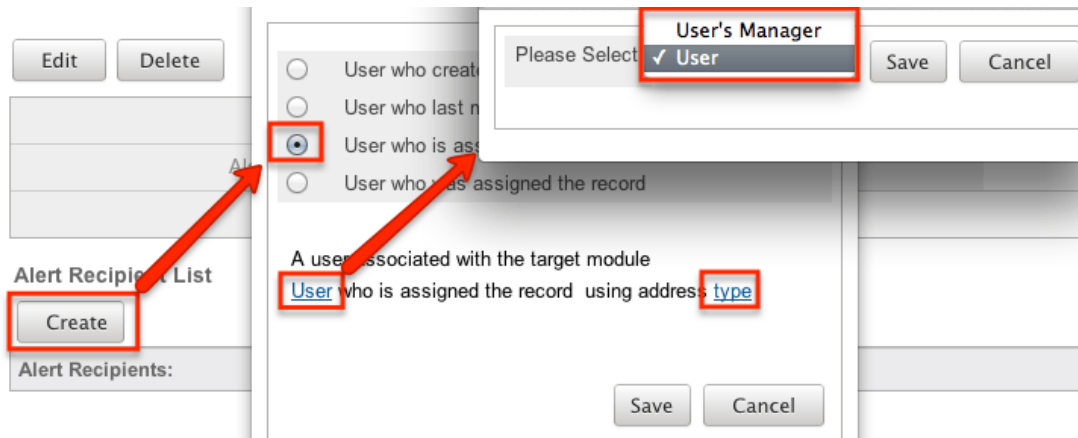 Edit
Delete
Alert Recipient List
Create
Alert Recipients:
User who
User who last
User who is
User who was assigned the record
A user associated with the target module
User who is assigned the record using address type
Save
Cancel
Please Select
User's Manager
✓ User
Save
Cancel